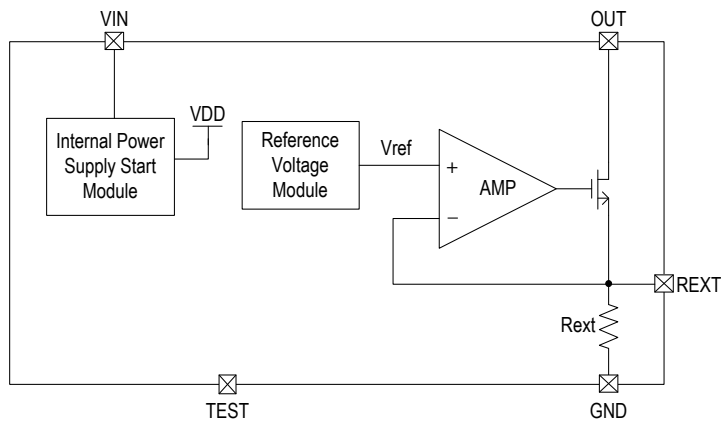 VIN
OUT
VDD
Internal Power
Supply Start
Module
Reference
Voltage
Module
Vref
+
AMP
−
REXT
Rext
TEST
GND